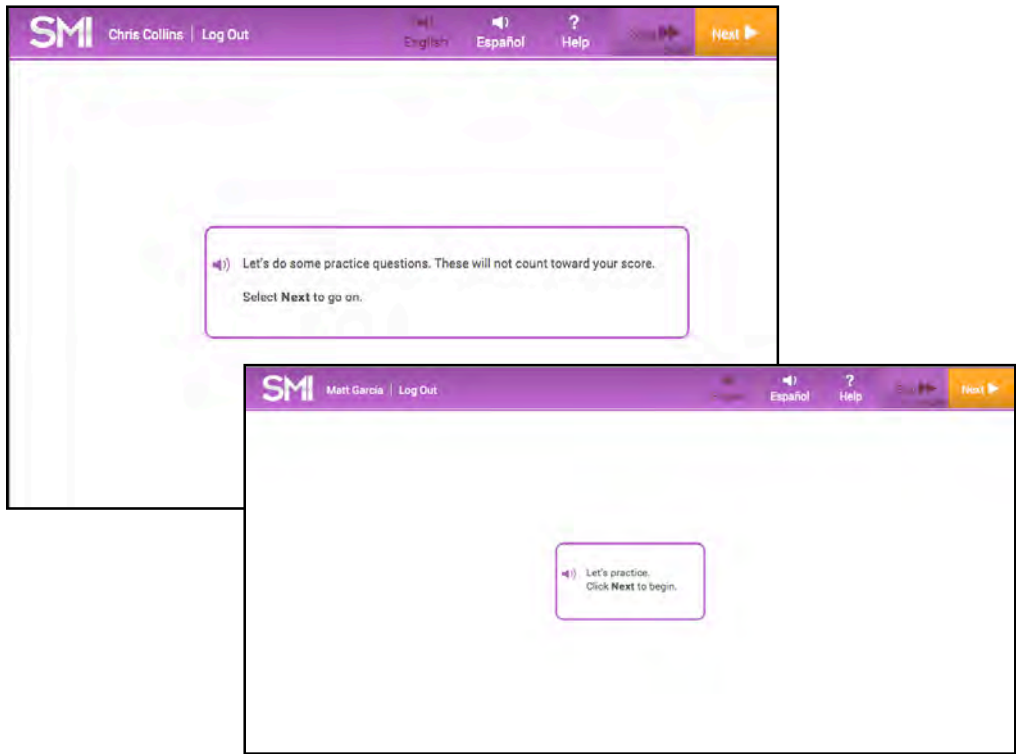 SMI Chris Collins | Log Out English Español ? Help Next
Let's do some practice questions. These will not count toward your score.
Select Next to go on.
SMI Matt Garcia | Log Out Español ? Help Next
Let's practice.
Click Next to begin.